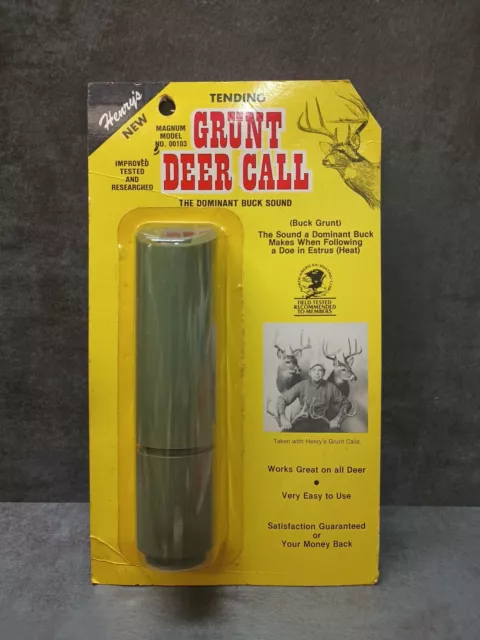 Henry's
NEW
TENDING
MAGNUM
MODEL
NO. 00103
GRUNT
DEER CALL
IMPROVED
TESTED
AND
RESEARCHED
THE DOMINANT BUCK SOUND
(Buck Grunt)
The Sound a Dominant Buck
Makes When Following
a Doe in Estrus (Heat)
FIELD TESTED
RECOMMENDED
TO MEMBERS
Taken with Henry's Grunt Calls.
Works Great on all Deer
•
Very Easy to Use
Satisfaction Guaranteed
or
Your Money Back